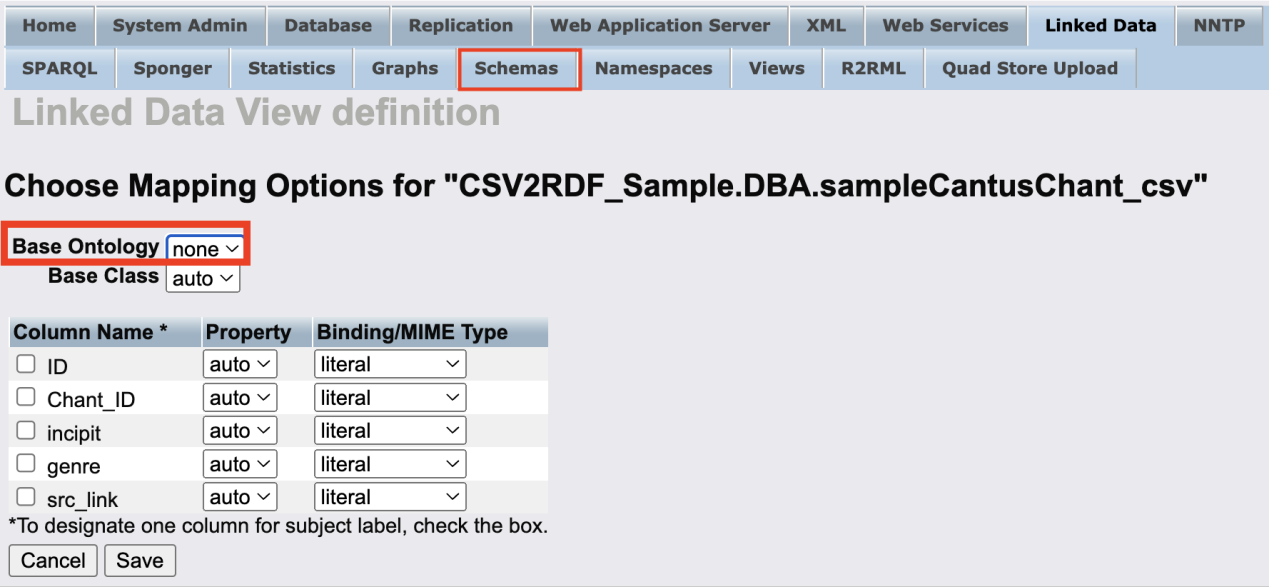 Home System Admin Database Replication Web Application Server XML Web Services Linked Data NNTP
SPARQL Sponger Statistics Graphs Schemas Namespaces Views R2RML Quad Store Upload
Linked Data View definition
Choose Mapping Options for "CSV2RDF_Sample.DBA.sampleCantusChant_csv"
Base Ontology none
Base Class auto
Column Name * Property Binding/MIME Type
ID auto literal
Chant_ID auto literal
incipit auto literal
genre auto literal
src_link auto literal
*To designate one column for subject label, check the box.
Cancel Save